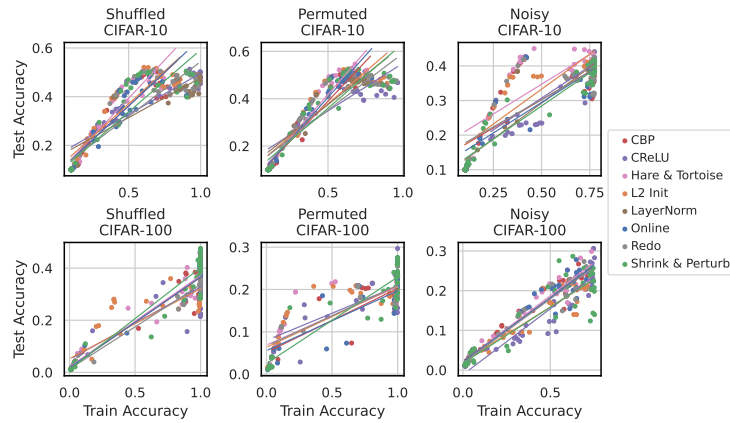 Shuffled
CIFAR-10
Permuted
CIFAR-10
Noisy
CIFAR-10
Test Accuracy
0.6
0.4
0.2
0.5
1.0
0.6
0.4
0.2
0.5
1.0
0.4
0.3
0.2
0.1
0.25
0.50
0.75
CBP
CReLU
Hare & Tortoise
L2 Init
LayerNorm
Online
Redo
Shrink & Perturb
Shuffled
CIFAR-100
Permuted
CIFAR-100
Noisy
CIFAR-100
Test Accuracy
0.4
0.2
0.0
0.0
0.5
1.0
Train Accuracy
0.3
0.2
0.1
0.0
0.0
0.5
1.0
Train Accuracy
0.3
0.2
0.1
0.0
0.0
0.5
Train Accuracy